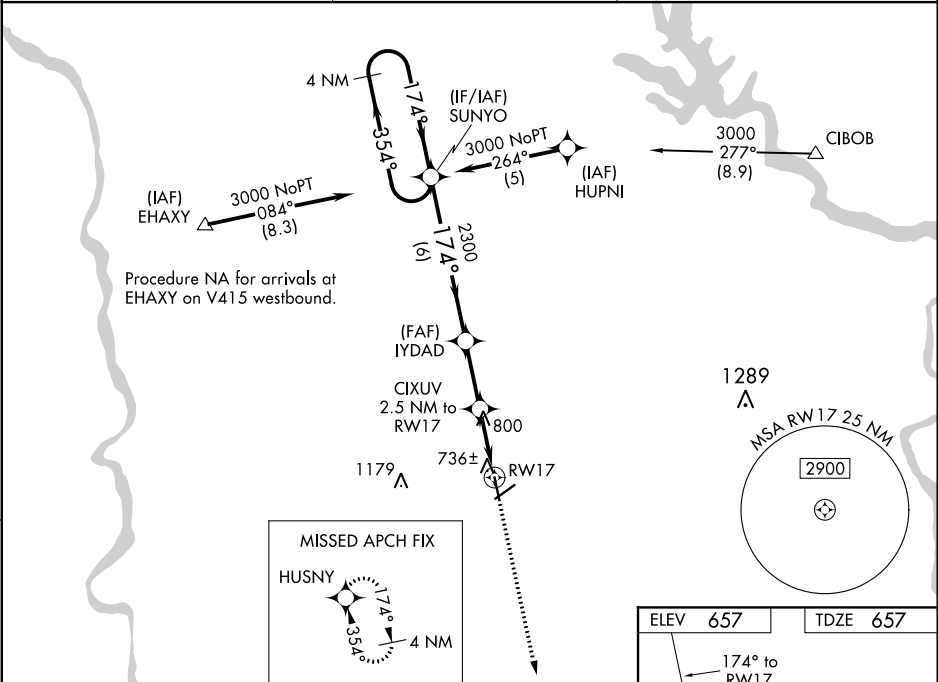 4 NM
174°
354°
(IF/IAF)
SUNYO
3000 NoPT
264°
(5)
(IAF)
HUPNI
3000
277°
(8.9)
CIBOB
(IAF)
EHAXY
3000 NoPT
084°
(8.3)
Procedure NA for arrivals at
EHAXY on V415 westbound.
2300
174°
(6)
(FAF)
IYDAD
CIXUV
2.5 NM to
RW17
800
736±
RW17
1179
1289
MSA RW17 25 NM
2900
MISSED APCH FIX
HUSNY
174°
354°
4 NM
ELEV 657
TDZE 657
174° to
RW17